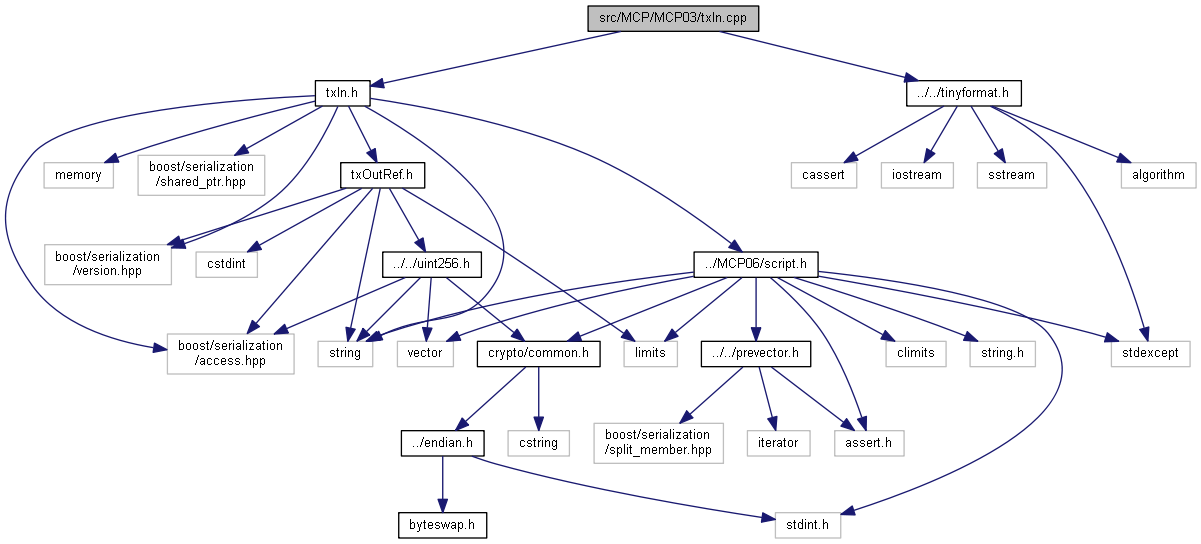 src/MCP/MCP03/txIn.cpp
txIn.h
../../tinyformat.h
memory
boost/serialization
/shared_ptr.hpp
txOutRef.h
cassert
iostream
sstream
algorithm
boost/serialization
/version.hpp
cstdint
../../uint256.h
../MCP06/script.h
boost/serialization
/access.hpp
string
vector
crypto/common.h
limits
../../prevector.h
climits
string.h
stdexcept
../endian.h
cstring
boost/serialization
/split_member.hpp
iterator
assert.h
byteswap.h
stdint.h